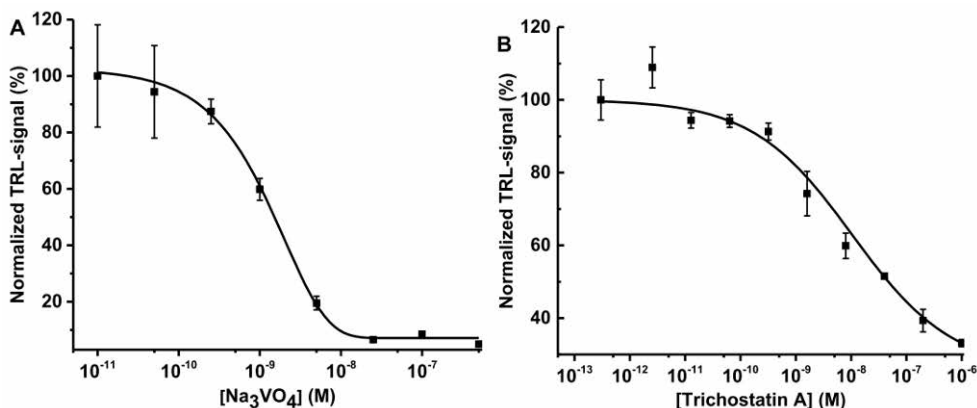 A
Normalized TRL-signal (%)
120
100
80
60
40
20
10⁻¹¹ 10⁻¹⁰ 10⁻⁹ 10⁻⁸ 10⁻⁷
[Na₃VO₄] (M)
B
Normalized TRL-signal (%)
120
100
80
60
40
10⁻¹³ 10⁻¹² 10⁻¹¹ 10⁻¹⁰ 10⁻⁹ 10⁻⁸ 10⁻⁷ 10⁻⁶
[Trichostatin A] (M)